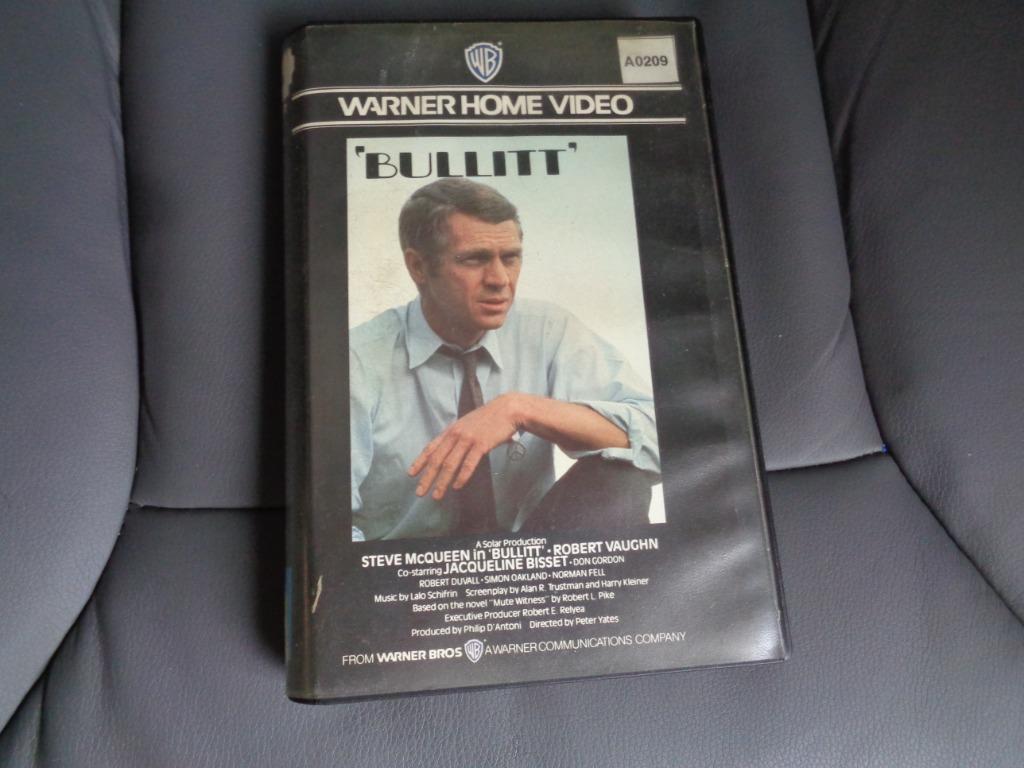 WB
A0209
WARNER HOME VIDEO
'BULLITT'
A Solar Production
STEVE McQUEEN in 'BULLITT' • ROBERT VAUGHN
Co-starring JACQUELINE BISSET • DON GORDON
ROBERT DUVALL • SIMON OAKLAND • NORMAN FELL
Music by Lalo Schifrin Screenplay by Alan R. Trustman and Harry Kleiner
Based on the novel "Mute Witness" by Robert L. Pike
Executive Producer Robert E. Relyea
Produced by Philip D'Antoni Directed by Peter Yates
FROM WARNER BROS WB A WARNER COMMUNICATIONS COMPANY